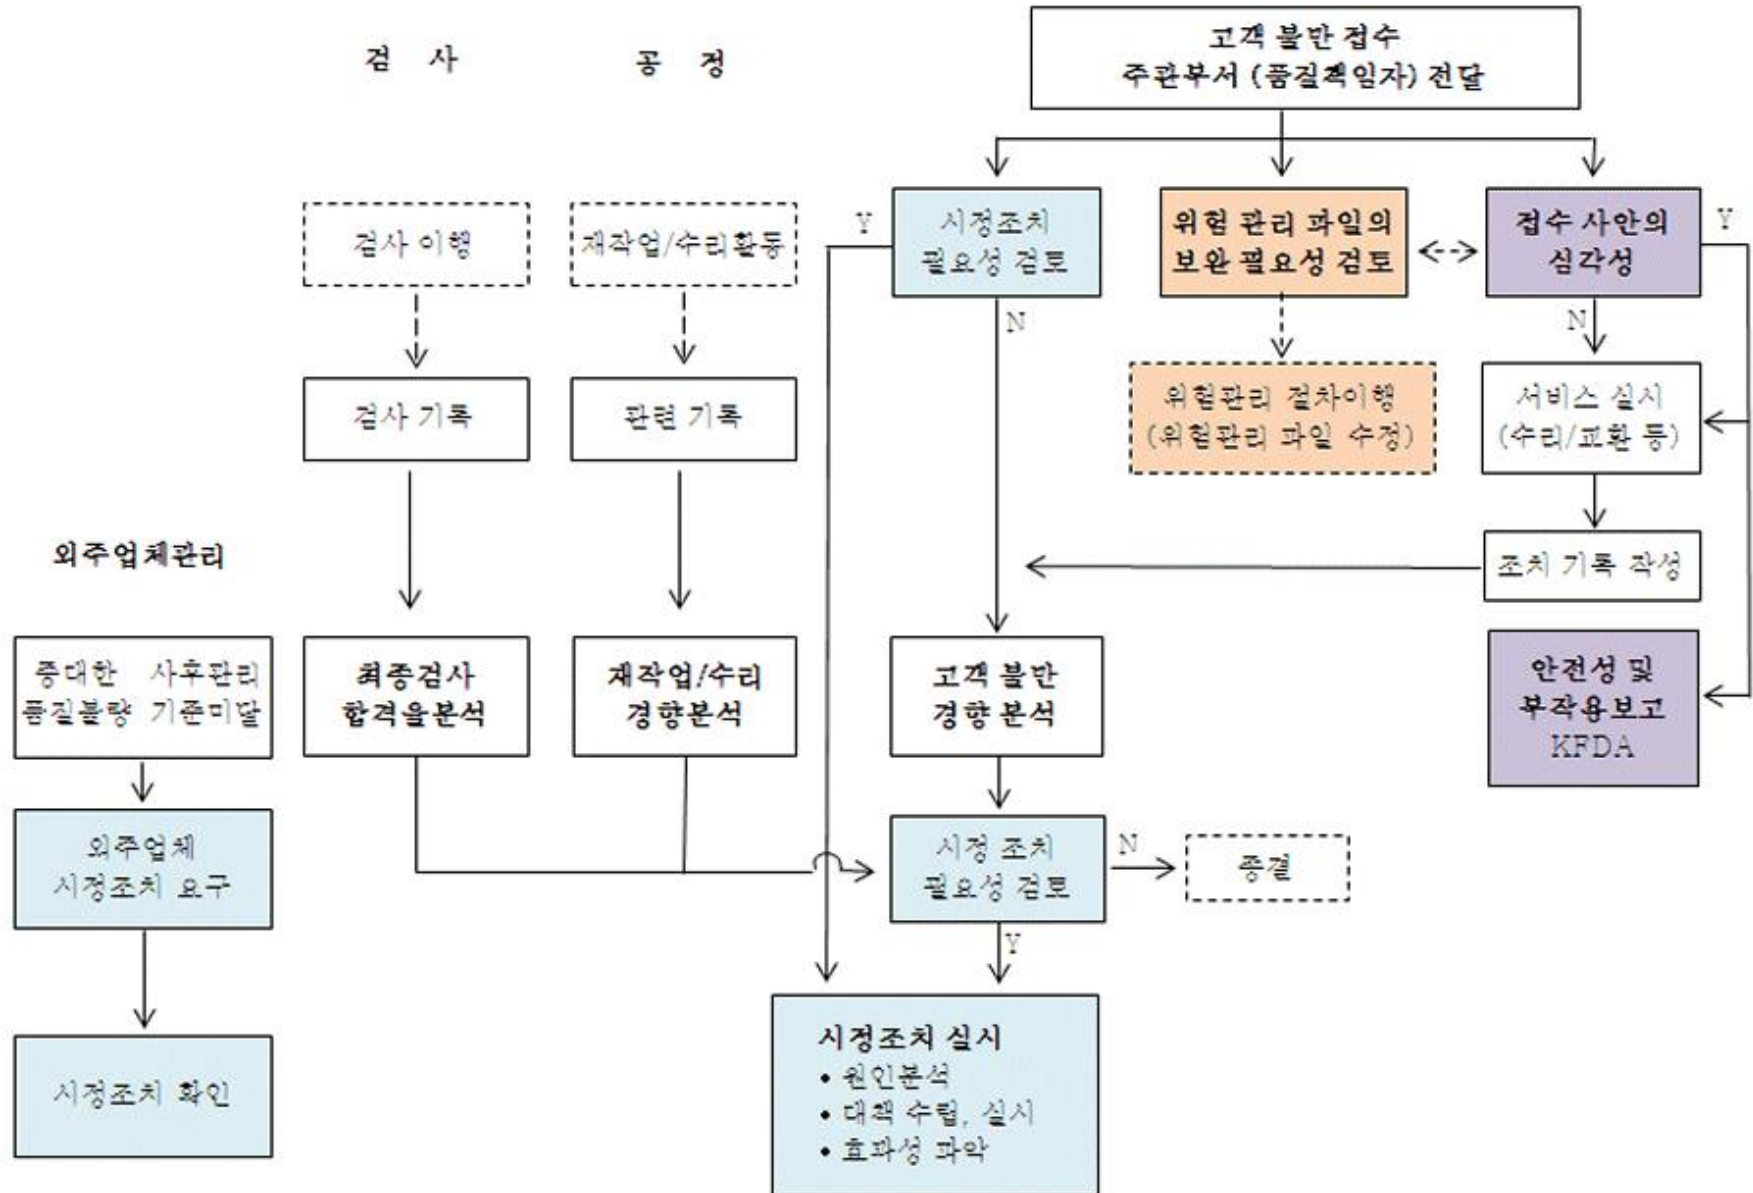 검 사
공 정
고객 불만 접수
주관부서 (품질책임자) 전달
검사 이행
재작업/수리활동
Y
시정조치
필요성 검토
위험 관리 파일의
보완 필요성 검토
접수 사안의
심각성
Y
N
N
검사 기록
관련 기록
위험관리 절차이행
(위험관리 파일 수정)
서비스 실시
(수리/교환 등)
외주업체관리
조치 기록 작성
중대한 사후관리
품질불량 기준미달
최종검사
합격율분석
재작업/수리
경향분석
고객 불만
경향 분석
안전성 및
부작용보고
KFDA
외주업체
시정조치 요구
시정 조치
필요성 검토
N
종결
Y
시정조치 확인
시정조치 실시
• 원인분석
• 대책 수립, 실시
• 효과성 파악